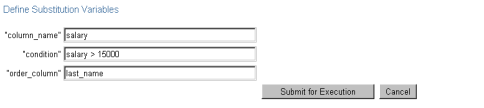 Define Substitution Variables
"column_name" salary
"condition" salary > 15000
"order_column" last_name
Submit for Execution Cancel